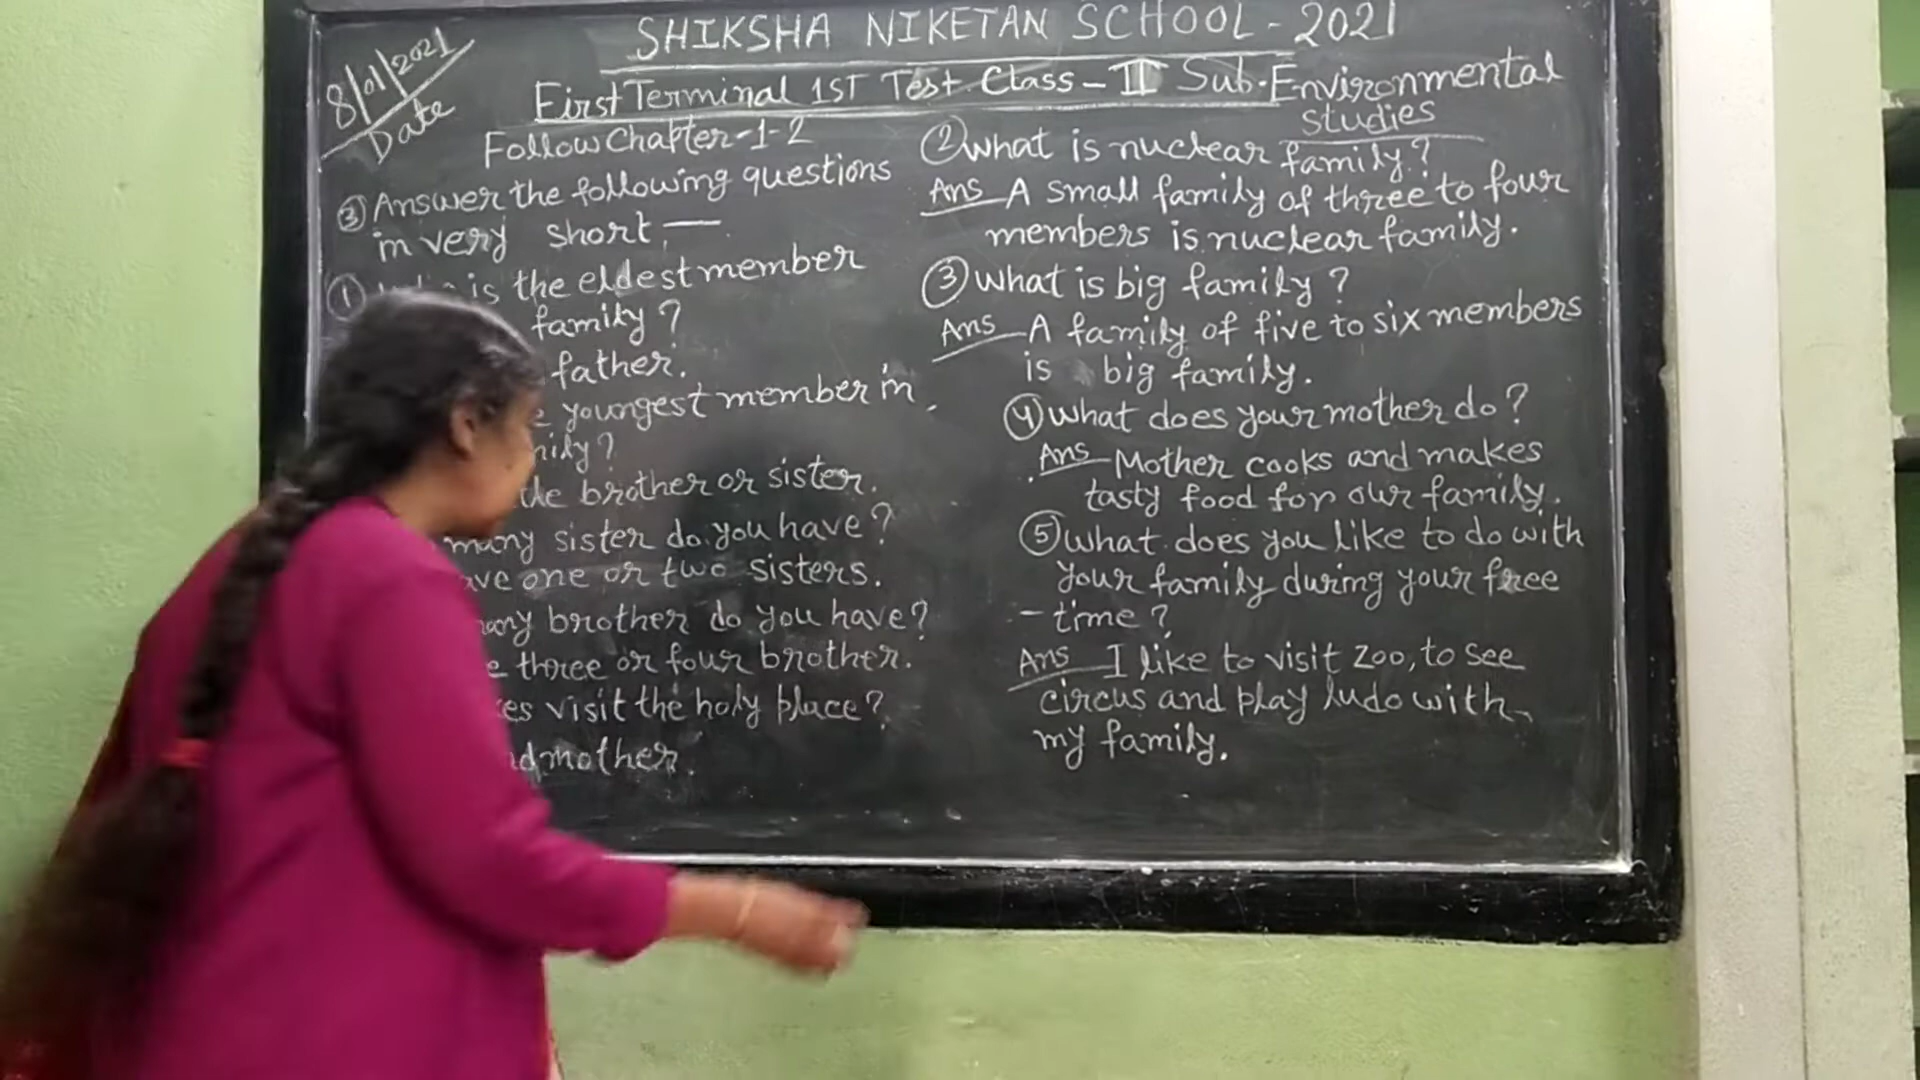 SHIKSHA NIKETAN SCHOOL - 2021
8/01/2021
Date
First Terminal 1ST Test Class - II Sub. Environmental
Studies
Follow Chapter-1-2
③ Answer the following questions
in very short,—
① is the eldest member
family?
father.
youngest member in
brother or sister.
many sister do you have?
one or two sisters.
brother do you have?
three or four brother.
visit the holy place?
② What is nuclear family?
Ans A small family of three to four
members is nuclear family.
③ What is big family?
Ans A family of five to six members
is big family.
④ What does your mother do?
Ans Mother cooks and makes
tasty food for our family.
⑤ What does you like to do with
your family during your free
- time?
Ans I like to visit zoo, to see
circus and play ludo with
my family.